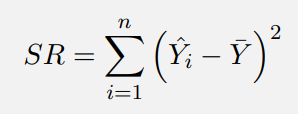 SR = \sum_{i=1}^{n} \left( \hat{Y}_i - \bar{Y} \right)^2